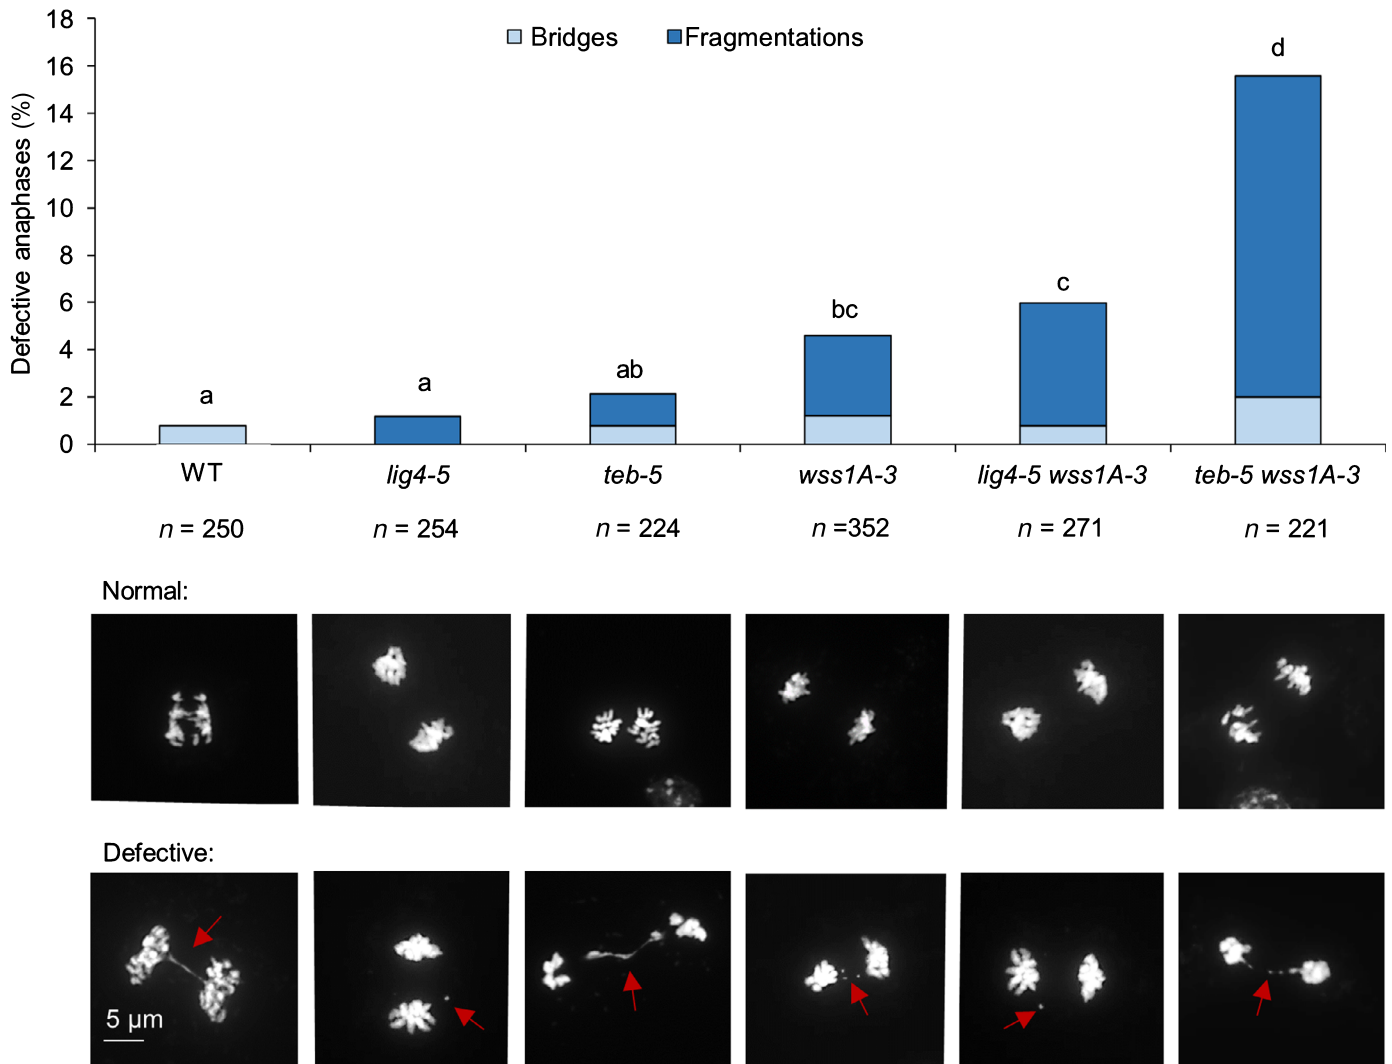 Bridges Fragmentations
Defective anaphases (%)
18
16
14
12
10
8
6
4
2
0
a
a
ab
bc
c
d
WT lig4-5 teb-5 wss1A-3 lig4-5 wss1A-3 teb-5 wss1A-3
n = 250 n = 254 n = 224 n =352 n = 271 n = 221
Normal:
Defective:
5 µm